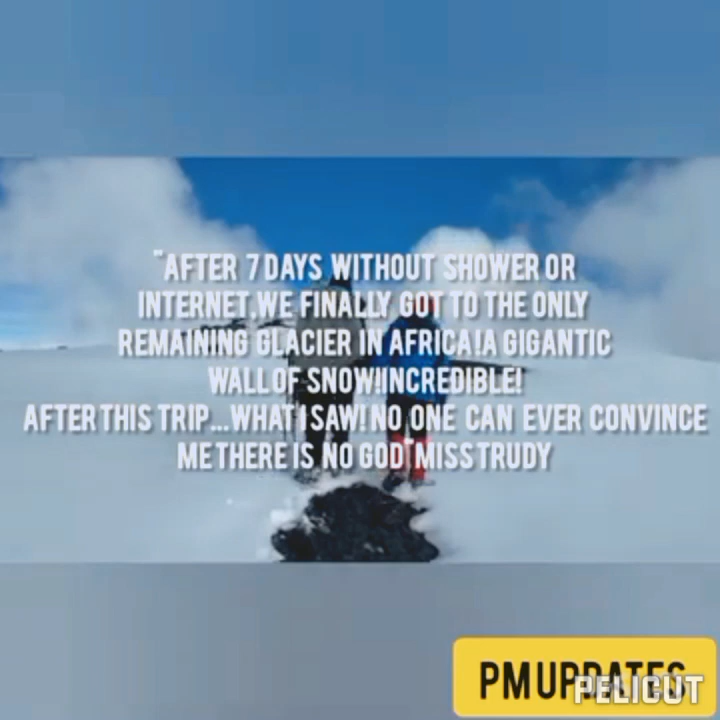 "AFTER 7 DAYS WITHOUT SHOWER OR
INTERNET,WE FINALLY GOT TO THE ONLY
REMAINING GLACIER IN AFRICA!A GIGANTIC
WALL OF SNOW!INCREDIBLE!
AFTER THIS TRIP...WHAT I SAW! NO ONE CAN EVER CONVINCE
ME THERE IS NO GOD"MISS TRUDY
PM UPDATES
PELICUT